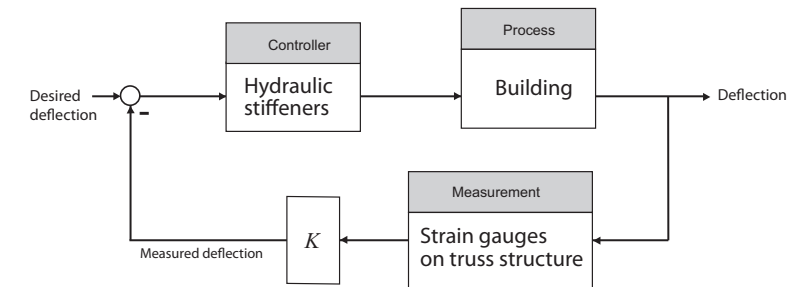 Process
Controller
Hydraulic
stiffeners
Building
Desired
deflection
Deflection
-
Measurement
Strain gauges
on truss structure
K
Measured deflection